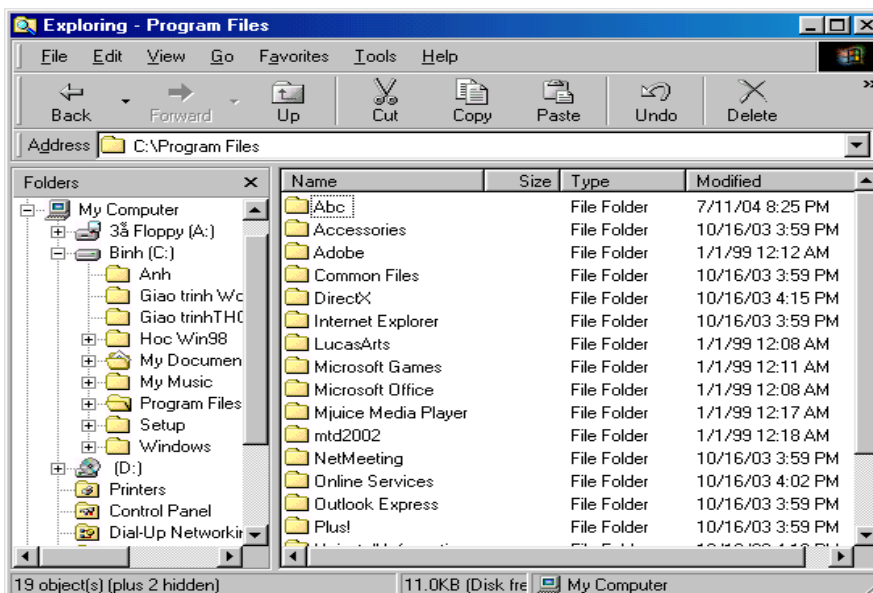 Exploring - Program Files
File Edit View Go Favorites Tools Help
Back Forward Up Cut Copy Paste Undo Delete »
Address C:\Program Files
Folders
My Computer
3½ Floppy (A:)
Binh (C:)
Anh
Giao trinh Wo
Giao trinhTHC
Hoc Win98
My Documen
My Music
Program Files
Setup
Windows
(D:)
Printers
Control Panel
Dial-Up Networkin
Name Size Type Modified
Abc File Folder 7/11/04 8:25 PM
Accessories File Folder 10/16/03 3:59 PM
Adobe File Folder 1/1/99 12:12 AM
Common Files File Folder 10/16/03 3:59 PM
DirectX File Folder 10/16/03 4:15 PM
Internet Explorer File Folder 10/16/03 3:59 PM
LucasArts File Folder 1/1/99 12:08 AM
Microsoft Games File Folder 1/1/99 12:11 AM
Microsoft Office File Folder 1/1/99 12:08 AM
Mjuice Media Player File Folder 1/1/99 12:17 AM
mtd2002 File Folder 1/1/99 12:18 AM
NetMeeting File Folder 10/16/03 3:59 PM
Online Services File Folder 10/16/03 4:02 PM
Outlook Express File Folder 10/16/03 3:59 PM
Plus! File Folder 10/16/03 3:59 PM
19 object(s) (plus 2 hidden) 11.0KB (Disk fre My Computer